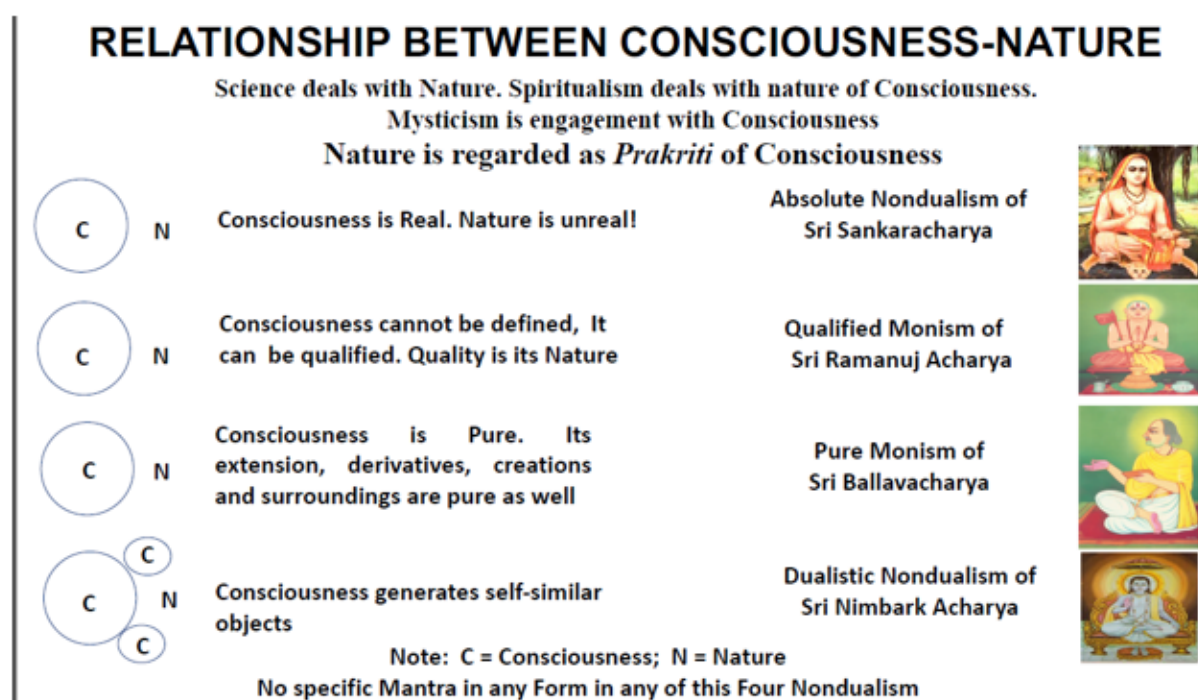 RELATIONSHIP BETWEEN CONSCIOUSNESS-NATURE
Science deals with Nature. Spiritualism deals with nature of Consciousness.
Mysticism is engagement with Consciousness
Nature is regarded as Prakriti of Consciousness
C N
Consciousness is Real. Nature is unreal!
Absolute Nondualism of
Sri Sankaracharya
C N
Consciousness cannot be defined, It
can be qualified. Quality is its Nature
Qualified Monism of
Sri Ramanuj Acharya
C N
Consciousness is Pure. Its
extension, derivatives, creations
and surroundings are pure as well
Pure Monism of
Sri Ballavacharya
C
C N
C
Consciousness generates self-similar
objects
Dualistic Nondualism of
Sri Nimbark Acharya
Note: C = Consciousness; N = Nature
No specific Mantra in any Form in any of this Four Nondualism